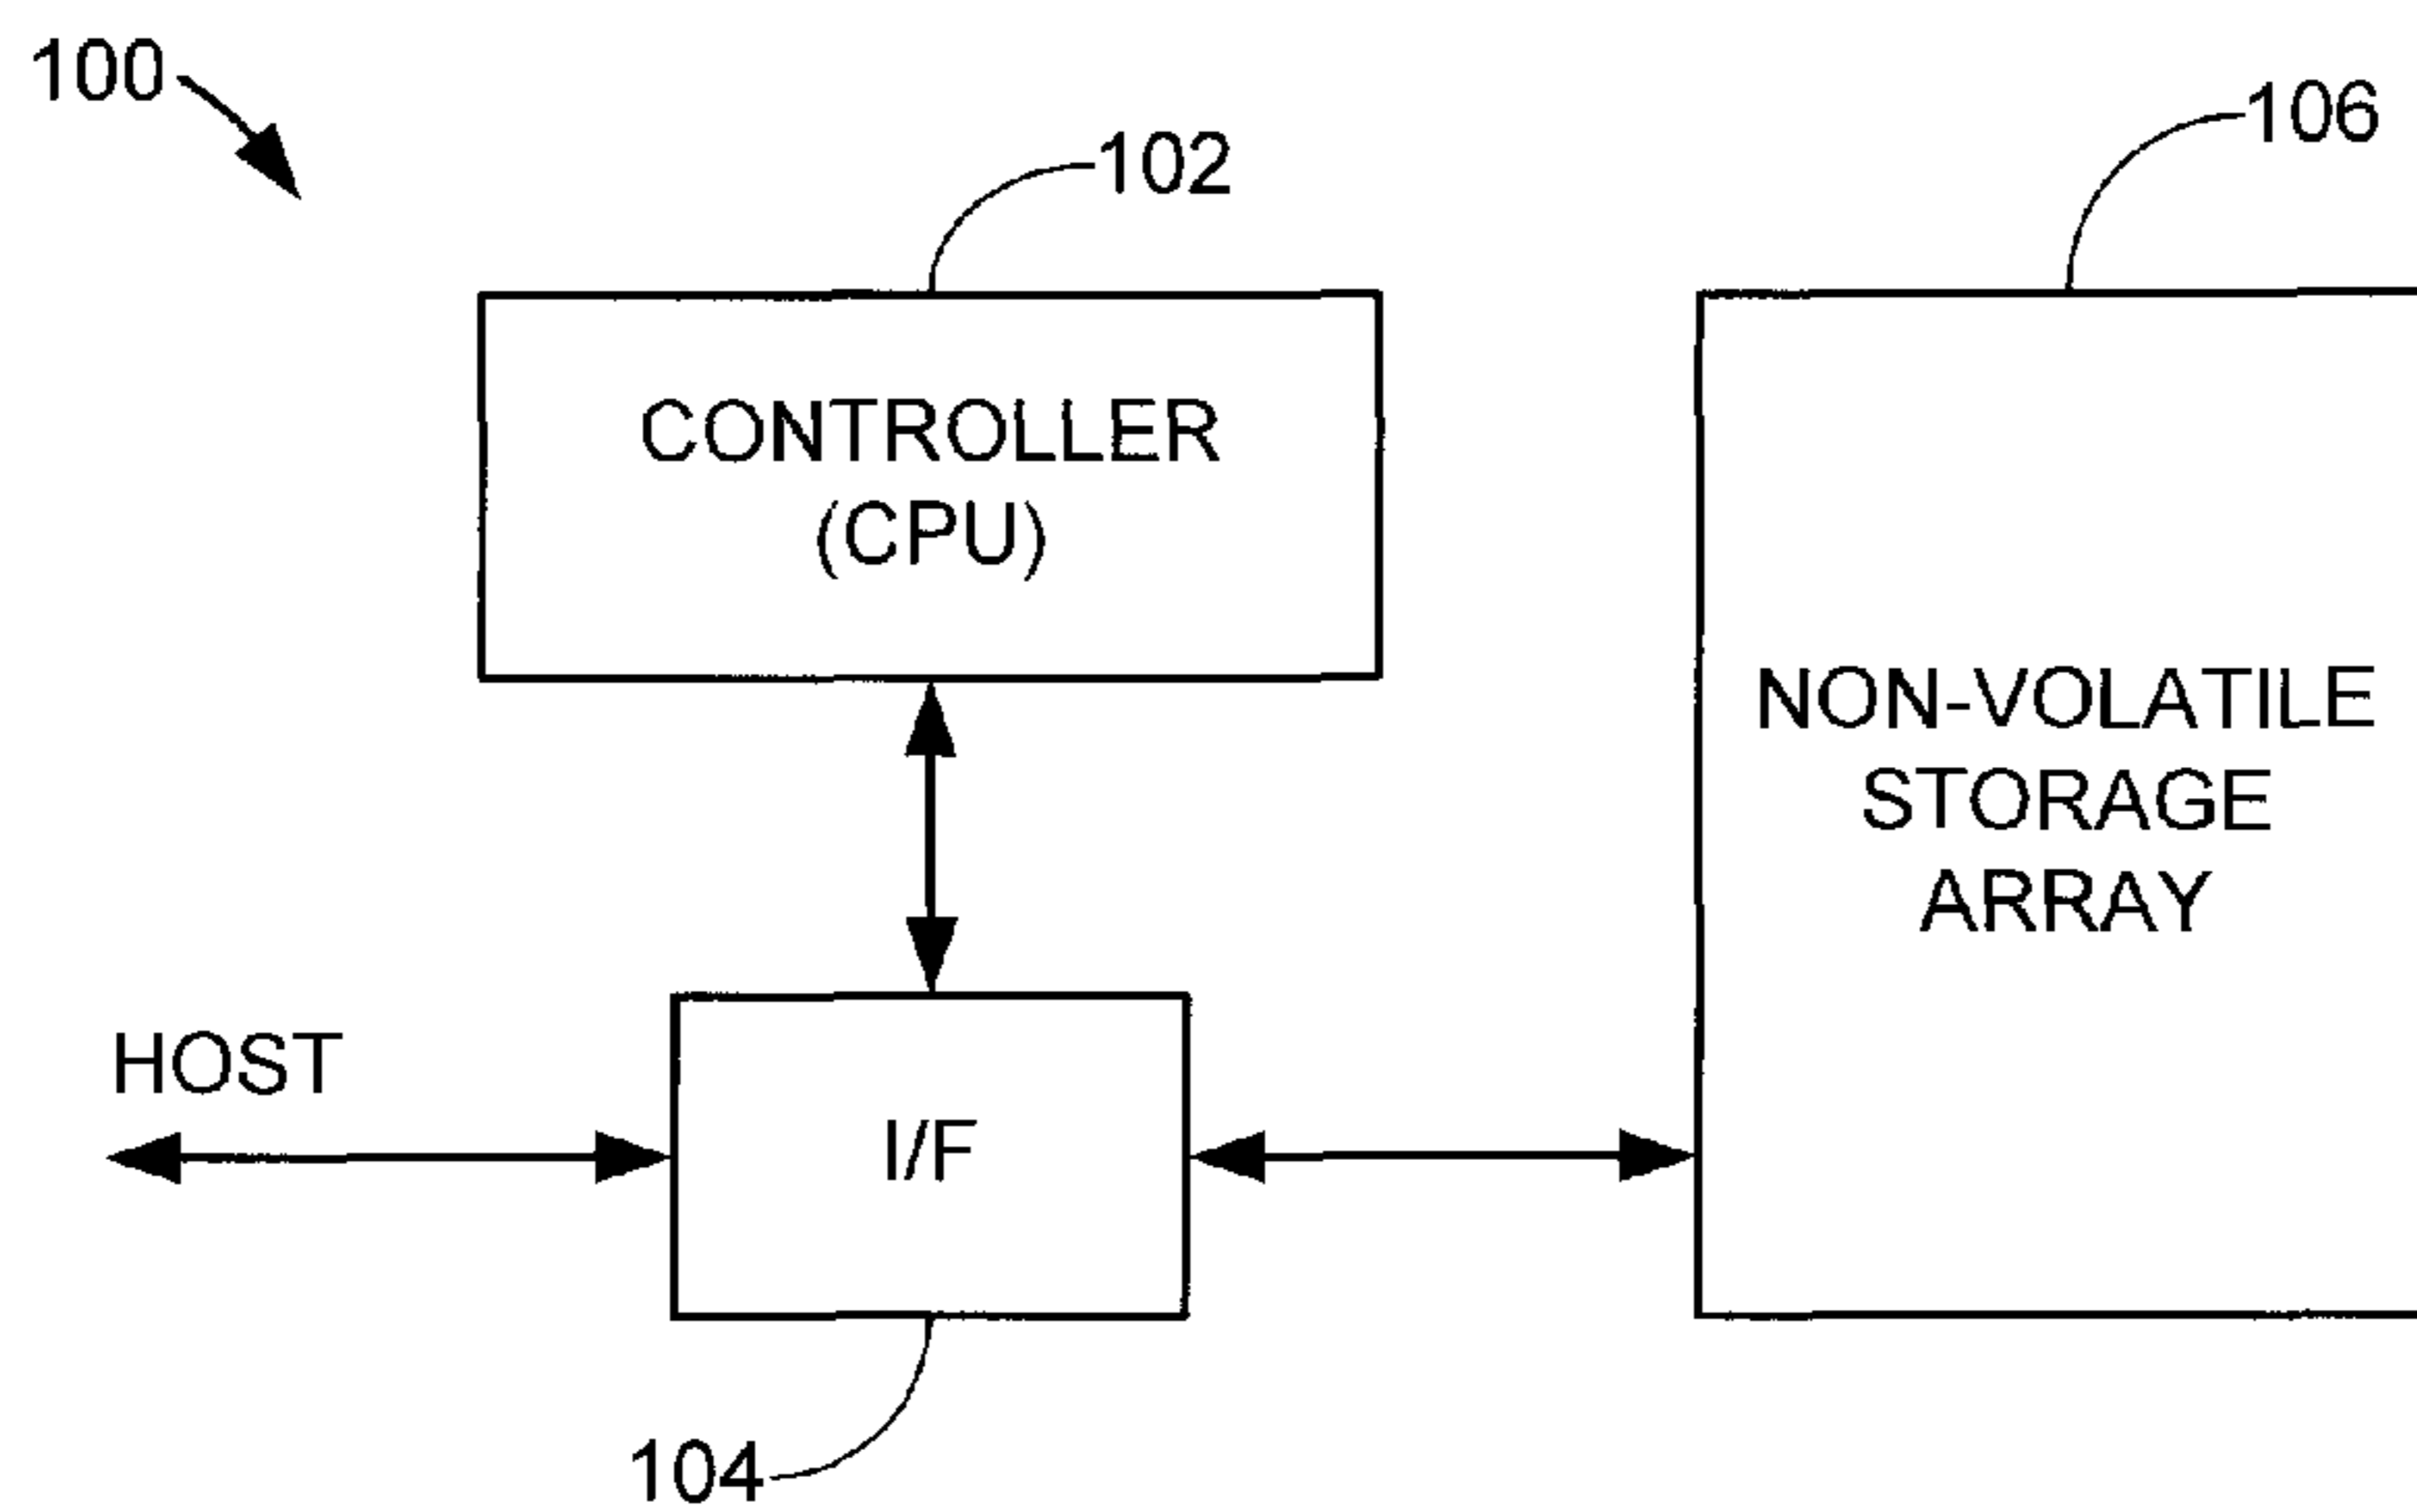 100
102
106
CONTROLLER
(CPU)
NON-VOLATILE
STORAGE
ARRAY
HOST
I/F
104